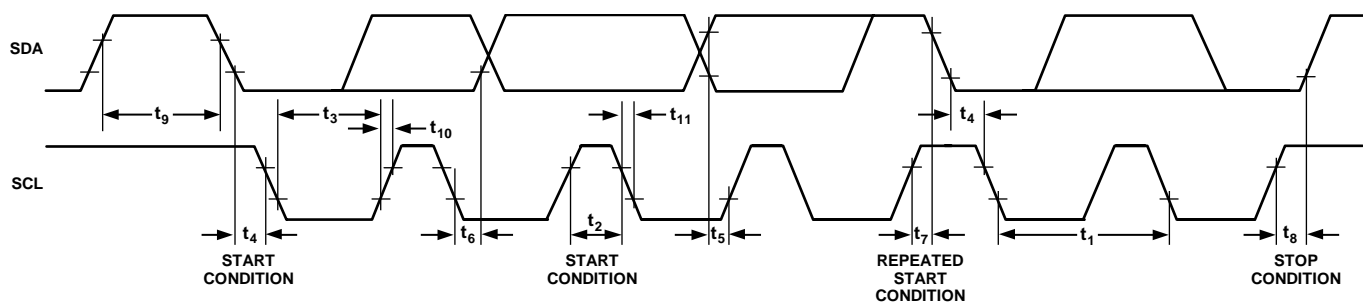 SDA
t9
t3
t10
t11
t4
SCL
t4
t6
t2
t5
t7
t1
t8
START
CONDITION
START
CONDITION
REPEATED
START
CONDITION
STOP
CONDITION